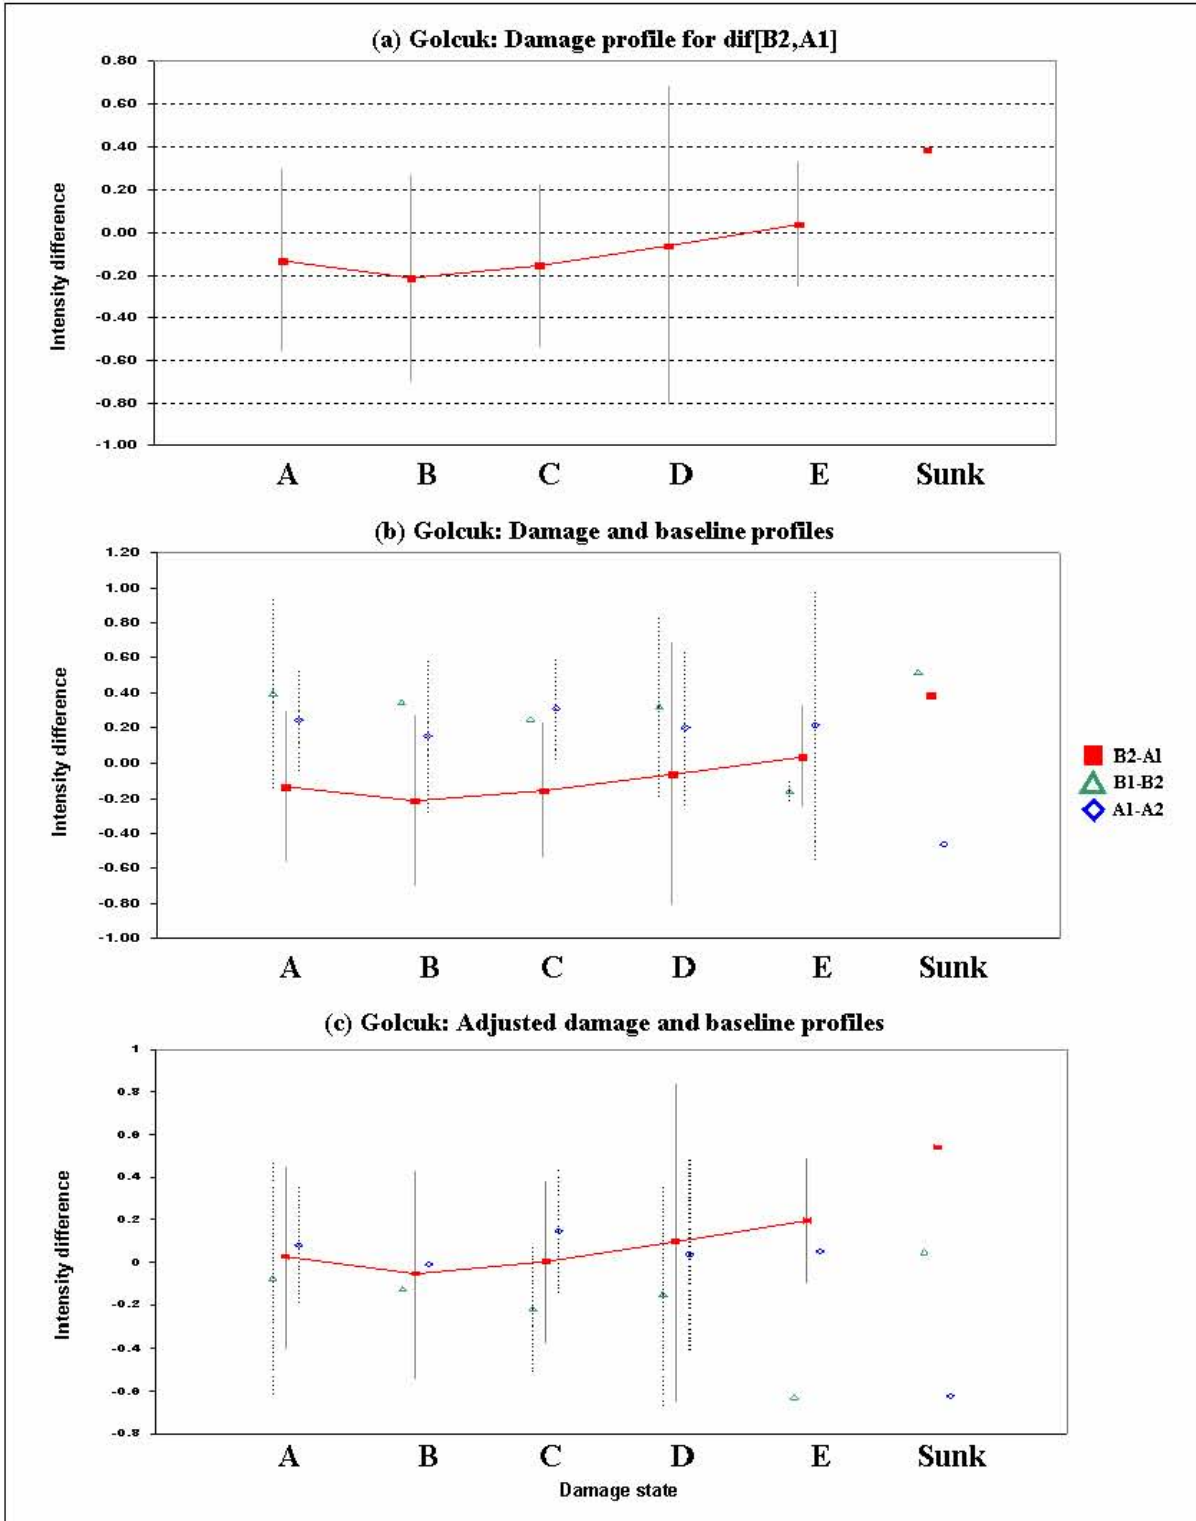 (a) Golcuk: Damage profile for dif[B2,A1]
Intensity difference
0.80
0.60
0.40
0.20
0.00
-0.20
-0.40
-0.60
-0.80
-1.00
A B C D E Sunk
(b) Golcuk: Damage and baseline profiles
Intensity difference
1.20
1.00
0.80
0.60
0.40
0.20
0.00
-0.20
-0.40
-0.60
-0.80
-1.00
A B C D E Sunk
B2-A1
B1-B2
A1-A2
(c) Golcuk: Adjusted damage and baseline profiles
Intensity difference
1
0.8
0.6
0.4
0.2
0
-0.2
-0.4
-0.6
-0.8
A B C D E Sunk
Damage state